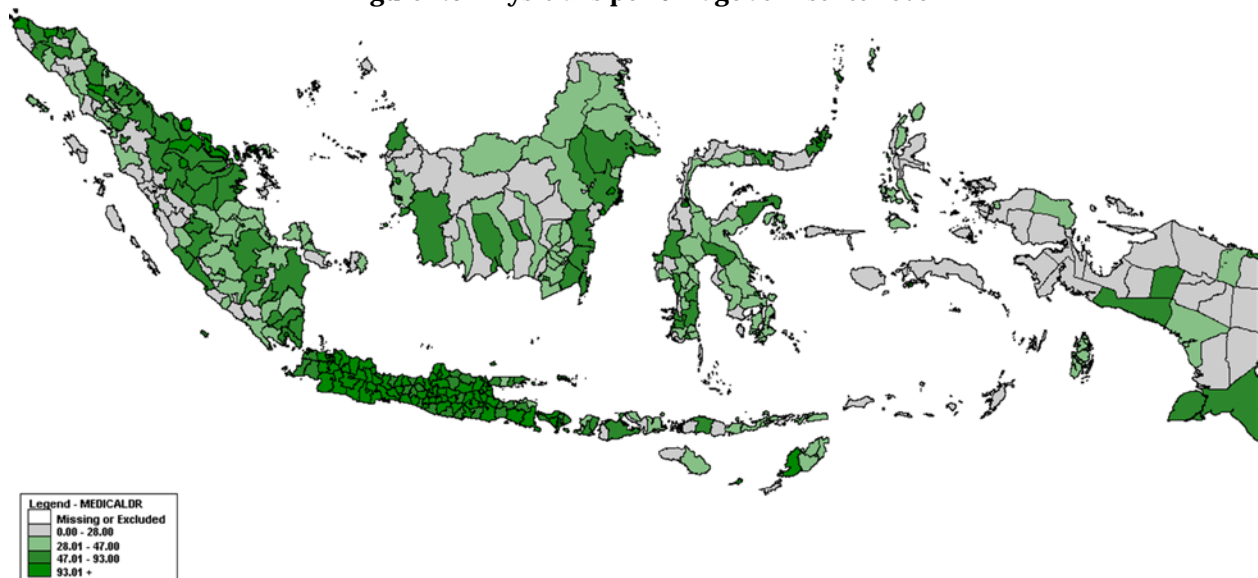 Legend - MEDICALDR
Missing or Excluded
0.00 - 28.00
28.01 - 47.00
47.01 - 93.00
93.01 +